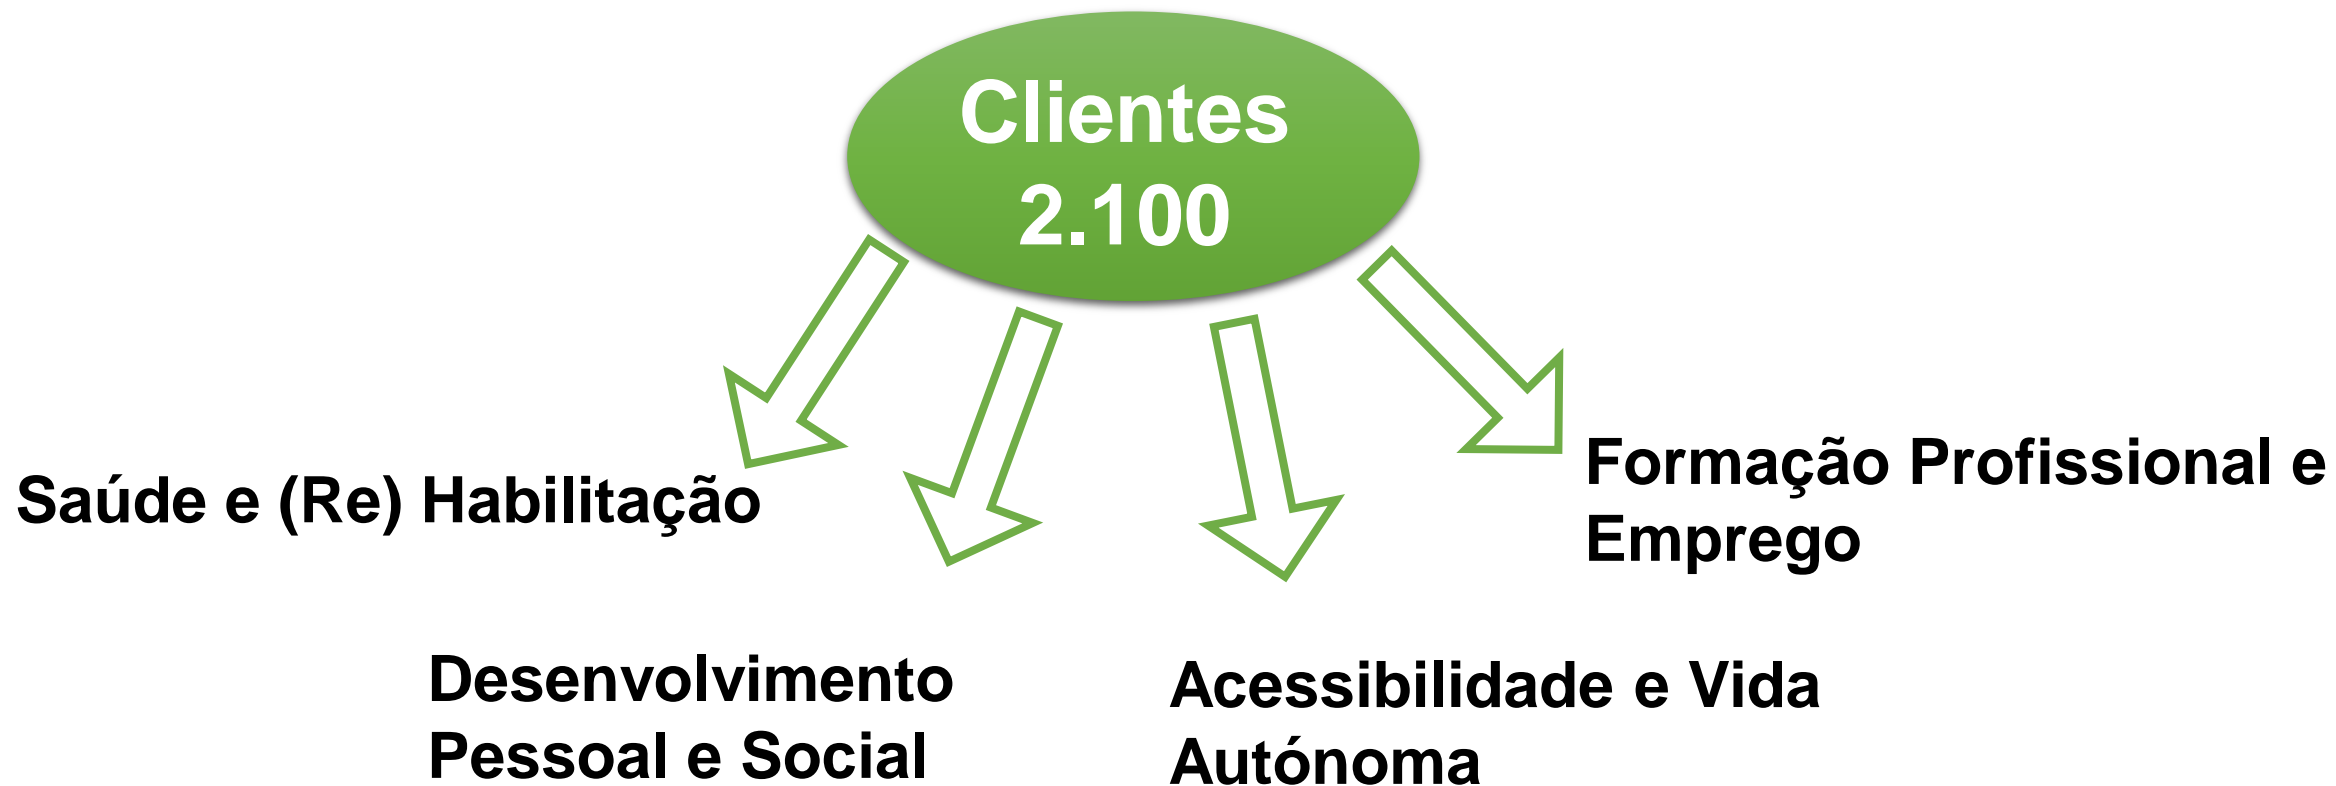 Clientes
2.100
Saúde e (Re) Habilitação
Formação Profissional e
Emprego
Desenvolvimento
Pessoal e Social
Acessibilidade e Vida
Autónoma